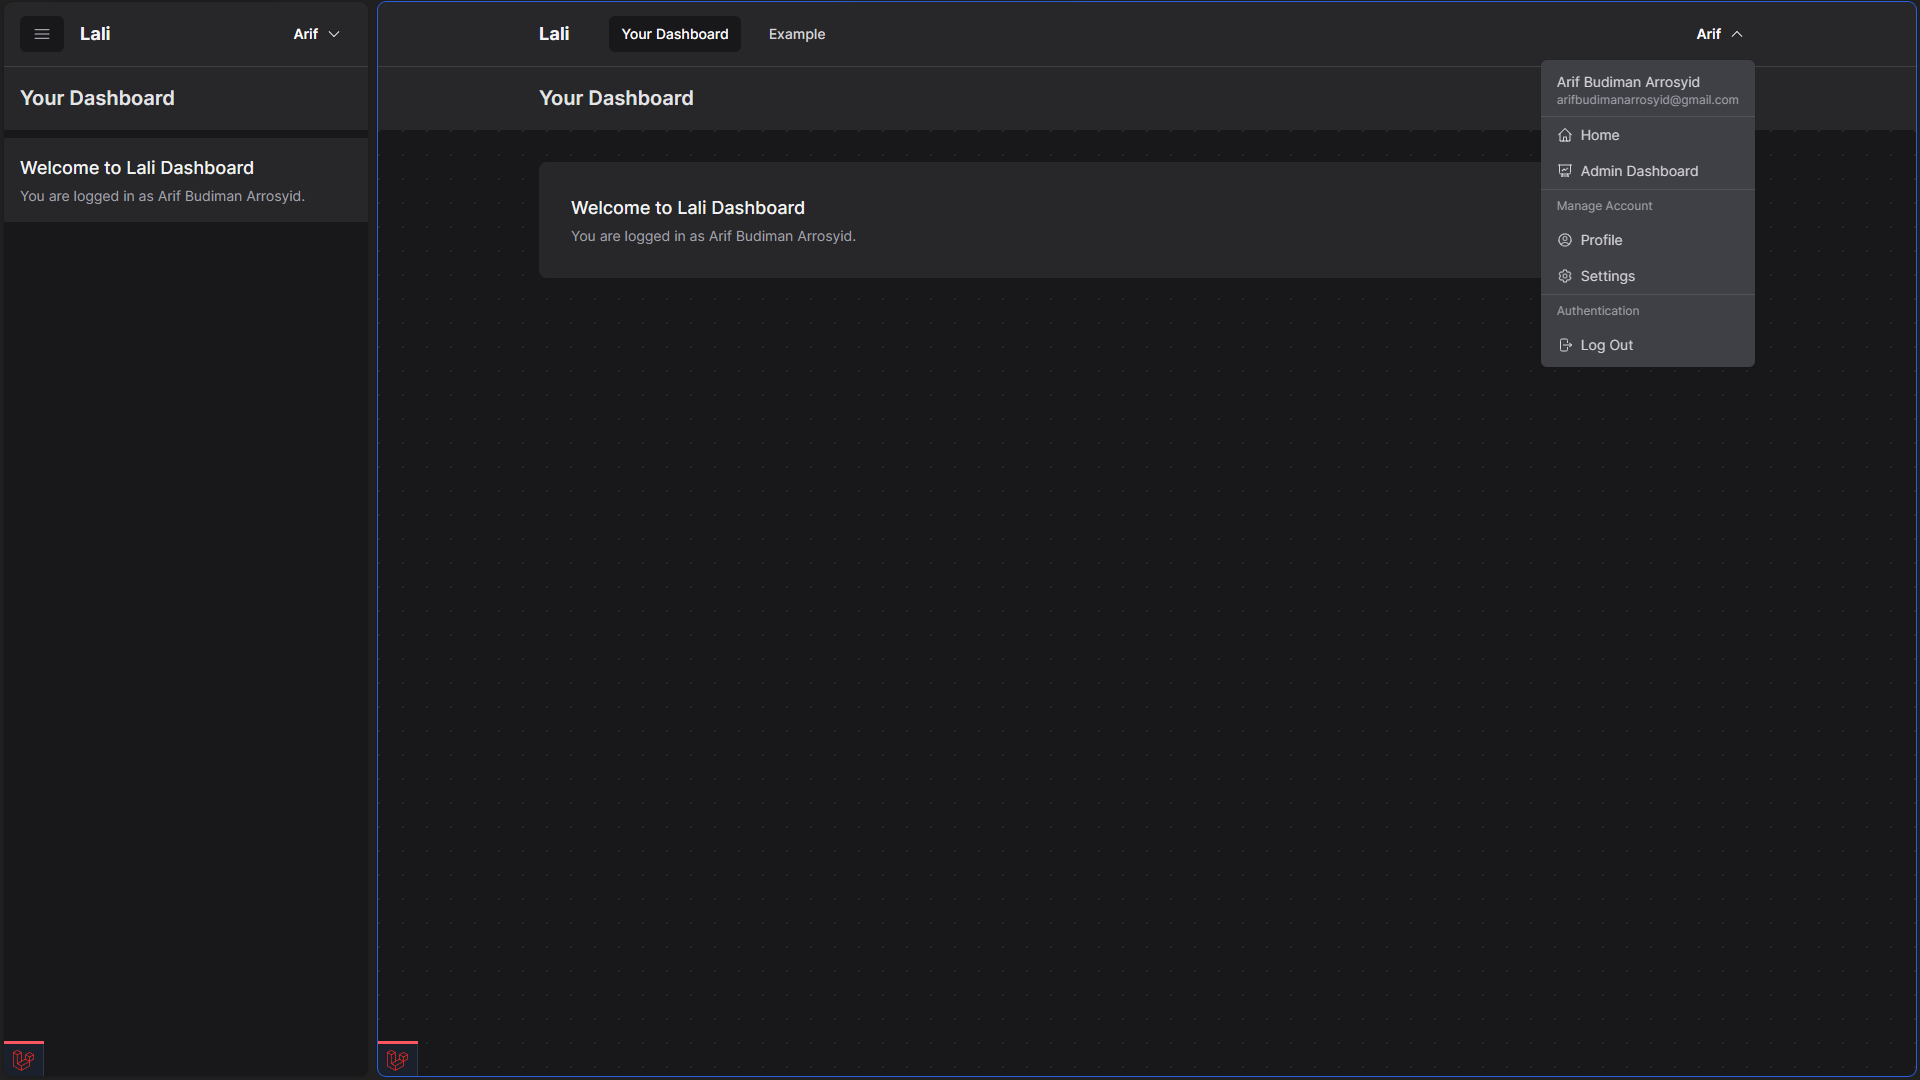 Lali
Arif
Your Dashboard
Welcome to Lali Dashboard
You are logged in as Arif Budiman Arrosyid.
Lali
Your Dashboard
Example
Arif
Your Dashboard
Welcome to Lali Dashboard
You are logged in as Arif Budiman Arrosyid.
Arif Budiman Arrosyid
arifbudimanarrosyid@gmail.com
Home
Admin Dashboard
Manage Account
Profile
Settings
Authentication
Log Out